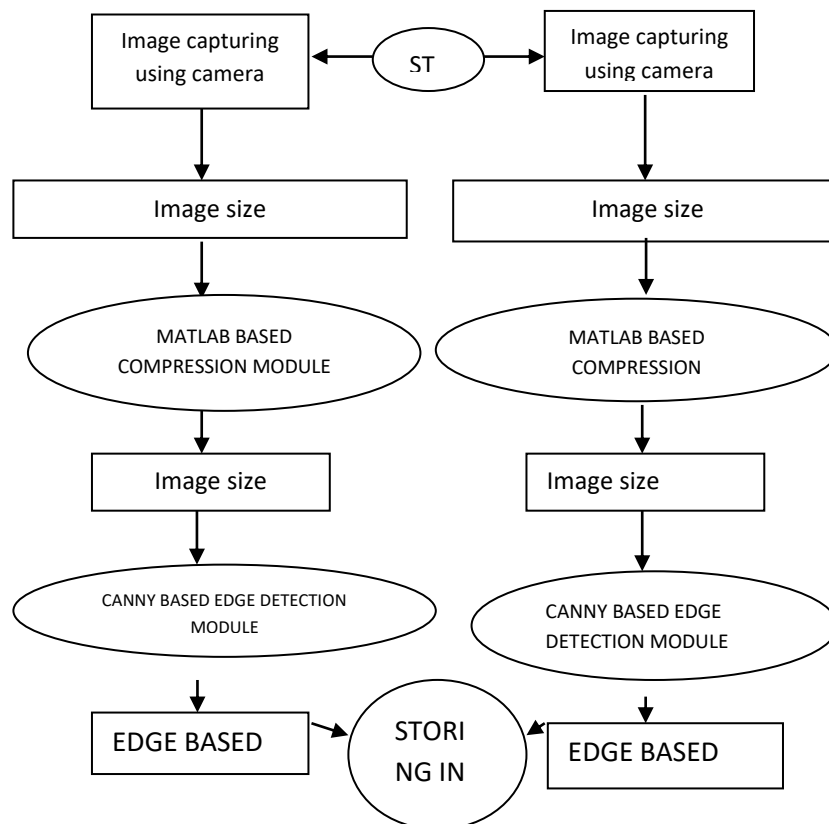 Image capturing
using camera
ST
Image capturing
using camera
Image size
Image size
MATLAB BASED
COMPRESSION MODULE
MATLAB BASED
COMPRESSION
Image size
Image size
CANNY BASED EDGE DETECTION
MODULE
CANNY BASED EDGE
DETECTION MODULE
EDGE BASED
STORI
NG IN
EDGE BASED